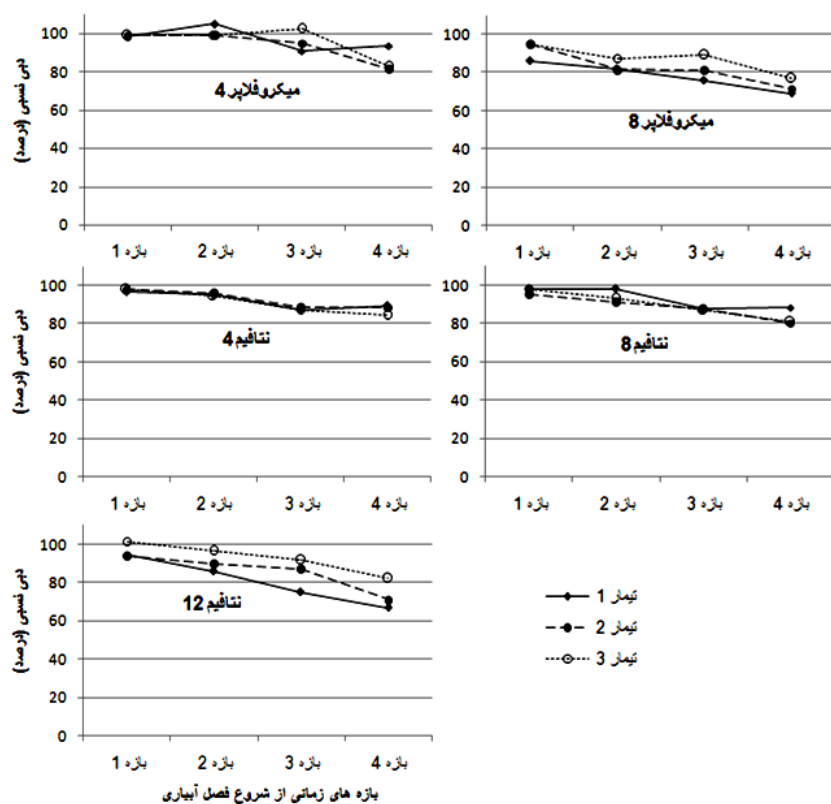 100
80
60
40
20
0
دبی نسبی (درصد)
میکروفلاپر 4
بازه 1
بازه 2
بازه 3
بازه 4
100
80
60
40
20
0
میکروفلاپر 8
بازه 1
بازه 2
بازه 3
بازه 4
100
80
60
40
20
0
دبی نسبی (درصد)
نتافیم 4
بازه 1
بازه 2
بازه 3
بازه 4
100
80
60
40
20
0
نتافیم 8
بازه 1
بازه 2
بازه 3
بازه 4
100
80
60
40
20
0
دبی نسبی (درصد)
نتافیم 12
بازه 1
بازه 2
بازه 3
بازه 4
بازه های زمانی از شروع فصل آبیاری
تیمار 1
تیمار 2
تیمار 3